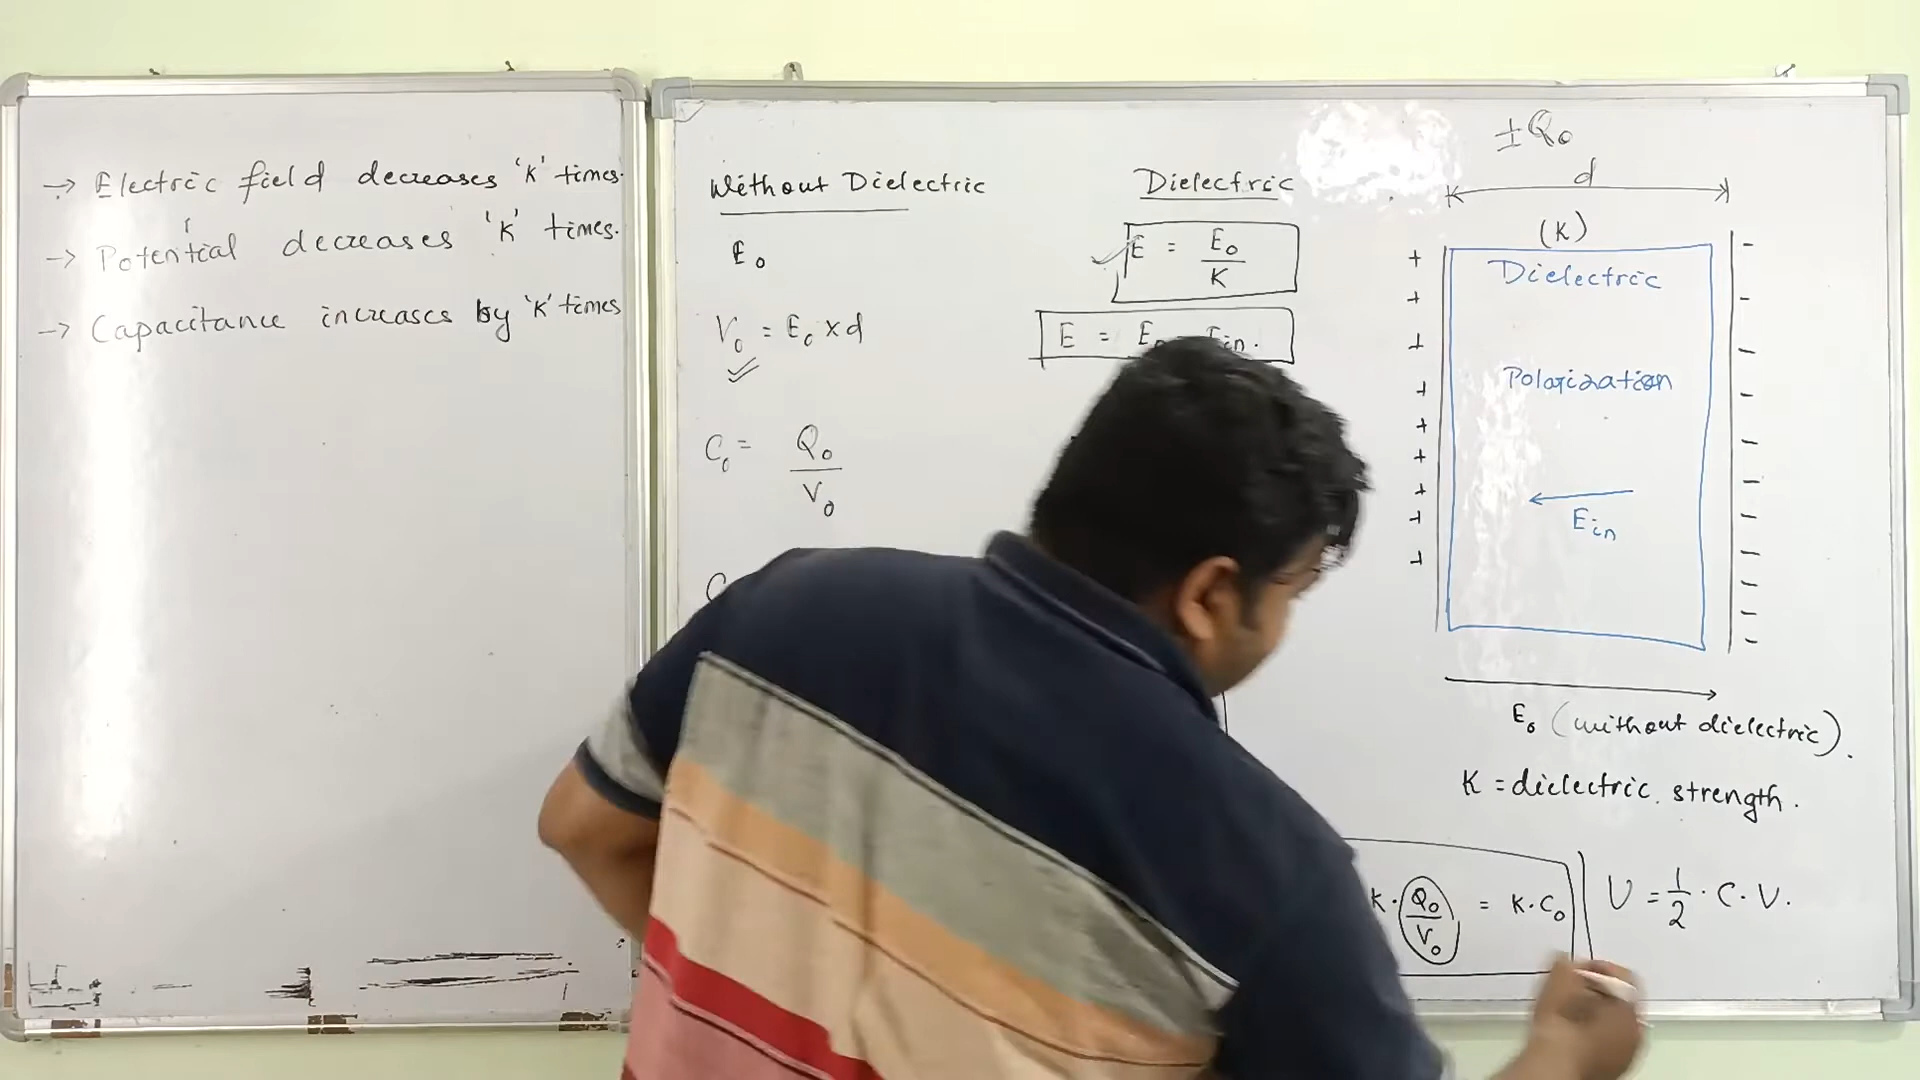 -> Electric field decreases 'K' times.
-> Potential decreases 'K' times.
-> Capacitance increases by 'K' times
Without Dielectric
E₀
V₀ = E₀ x d
C₀ = Q₀/V₀
C
Dielectric
E = E₀/K
E = E in.
±Q₀
d
(K)
Dielectric
Polarization
Ein
E₀ (without dielectric).
K = dielectric strength.
K · Q₀/V₀ = K · C₀
U = 1/2 · C · V.